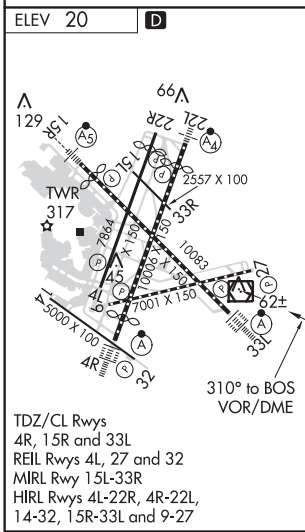 ELEV 20
D
129
66
15R
A5
P
22R
22L
A4
15L
P
P
2557 X 100
33R
TWR
317
7864 X 150
10005 X 150
10083
P
45
4L
9
7001 X 150
27
P
62±
14
5000 X 100
32
4R
P
A
33L
A
P
310° to BOS
VOR/DME
TDZ/CL Rwys
4R, 15R and 33L
REIL Rwys 4L, 27 and 32
MIRL Rwy 15L-33R
HIRL Rwys 4L-22R, 4R-22L,
14-32, 15R-33L and 9-27